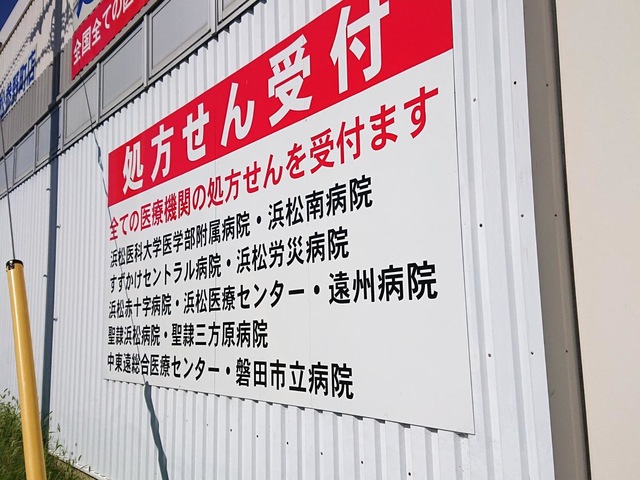 全国全ての医
処方せん受付
全ての医療機関の処方せんを受付ます
浜松医科大学医学部附属病院・浜松南病院
すずかけセントラル病院・浜松労災病院
浜松赤十字病院・浜松医療センター・遠州病院
聖隷浜松病院・聖隷三方原病院
中東遠総合医療センター・磐田市立病院